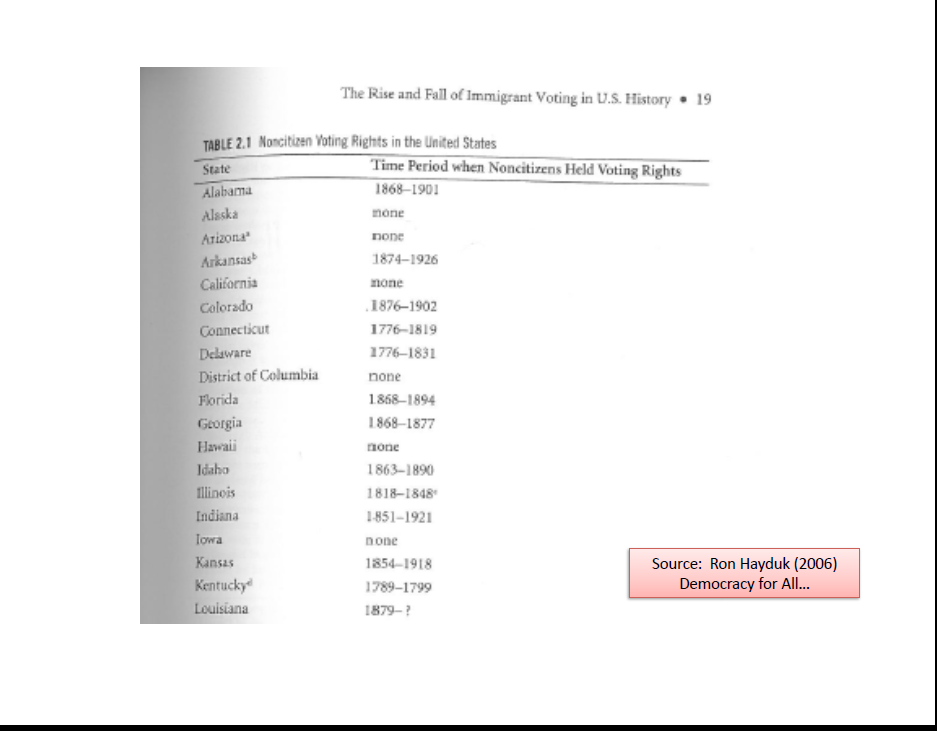 The Rise and Fall of Immigrant Voting in U.S. History • 19
TABLE 2.1 Noncitizen Voting Rights in the United States
State Time Period when Noncitizens Held Voting Rights
Alabama 1868–1901
Alaska none
Arizonaᵃ none
Arkansasᵇ 1874–1926
California none
Colorado 1876–1902
Connecticut 1776–1819
Delaware 1776–1831
District of Columbia none
Florida 1868–1894
Georgia 1868–1877
Hawaii none
Idaho 1863–1890
Illinois 1818–1848ᶜ
Indiana 1851–1921
Iowa none
Kansas 1854–1918
Kentuckyᵈ 1789–1799
Louisiana 1879–?
Source: Ron Hayduk (2006)
Democracy for All...